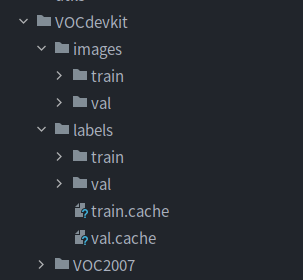 VOCdevkit
images
train
val
labels
train
val
train.cache
val.cache
VOC2007